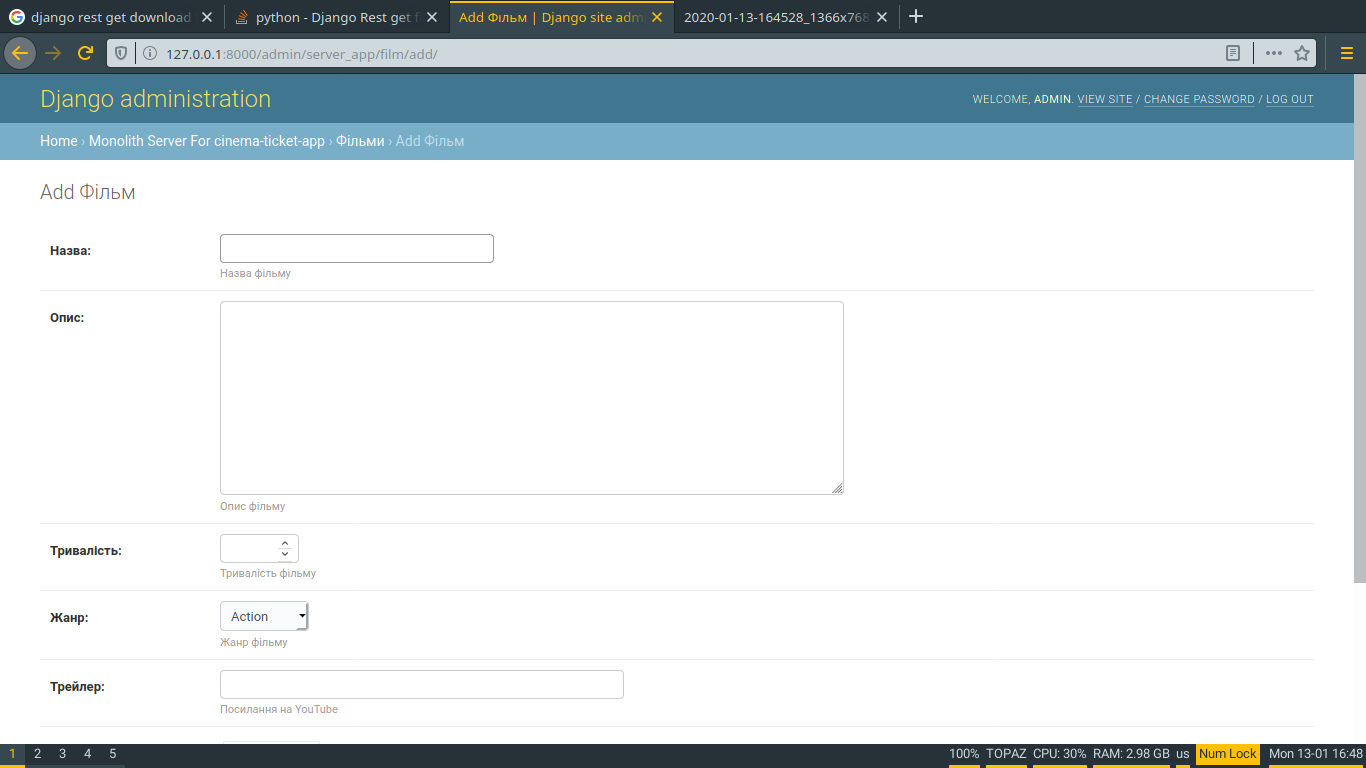 django rest get download
python - Django Rest get f
Add Фільм | Django site adm
2020-01-13-164528_1366x768
127.0.0.1:8000/admin/server_app/film/add/
Django administration
WELCOME, ADMIN. VIEW SITE / CHANGE PASSWORD / LOG OUT
Home › Monolith Server For cinema-ticket-app › Фільми › Add Фільм
Add Фільм
Назва:
Назва фільму
Опис:
Опис фільму
Тривалість:
Тривалість фільму
Жанр:
Action
Жанр фільму
Трейлер:
Посилання на YouTube
1 2 3 4 5
100% TOPAZ CPU: 30% RAM: 2.98 GB us Num Lock Mon 13-01 16:48